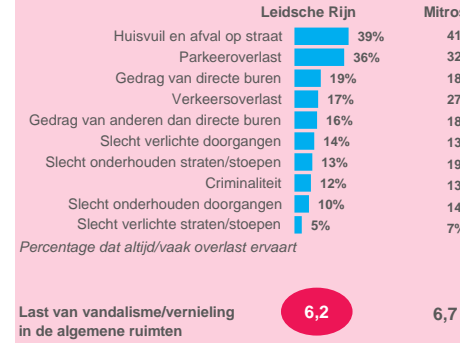 Leidsche Rijn Mitros
Huisvuil en afval op straat 39% 41
Parkeeroverlast 36% 32
Gedrag van directe buren 19% 18
Verkeersoverlast 17% 27
Gedrag van anderen dan directe buren 16% 18
Slecht verlichte doorgangen 14% 13
Slecht onderhouden straten/stoepen 13% 19
Criminaliteit 12% 13
Slecht onderhouden doorgangen 10% 14
Slecht verlichte straten/stoepen 5% 7%
Percentage dat altijd/vaak overlast ervaart
Last van vandalisme/vernieling 6,2 6,7
in de algemene ruimten